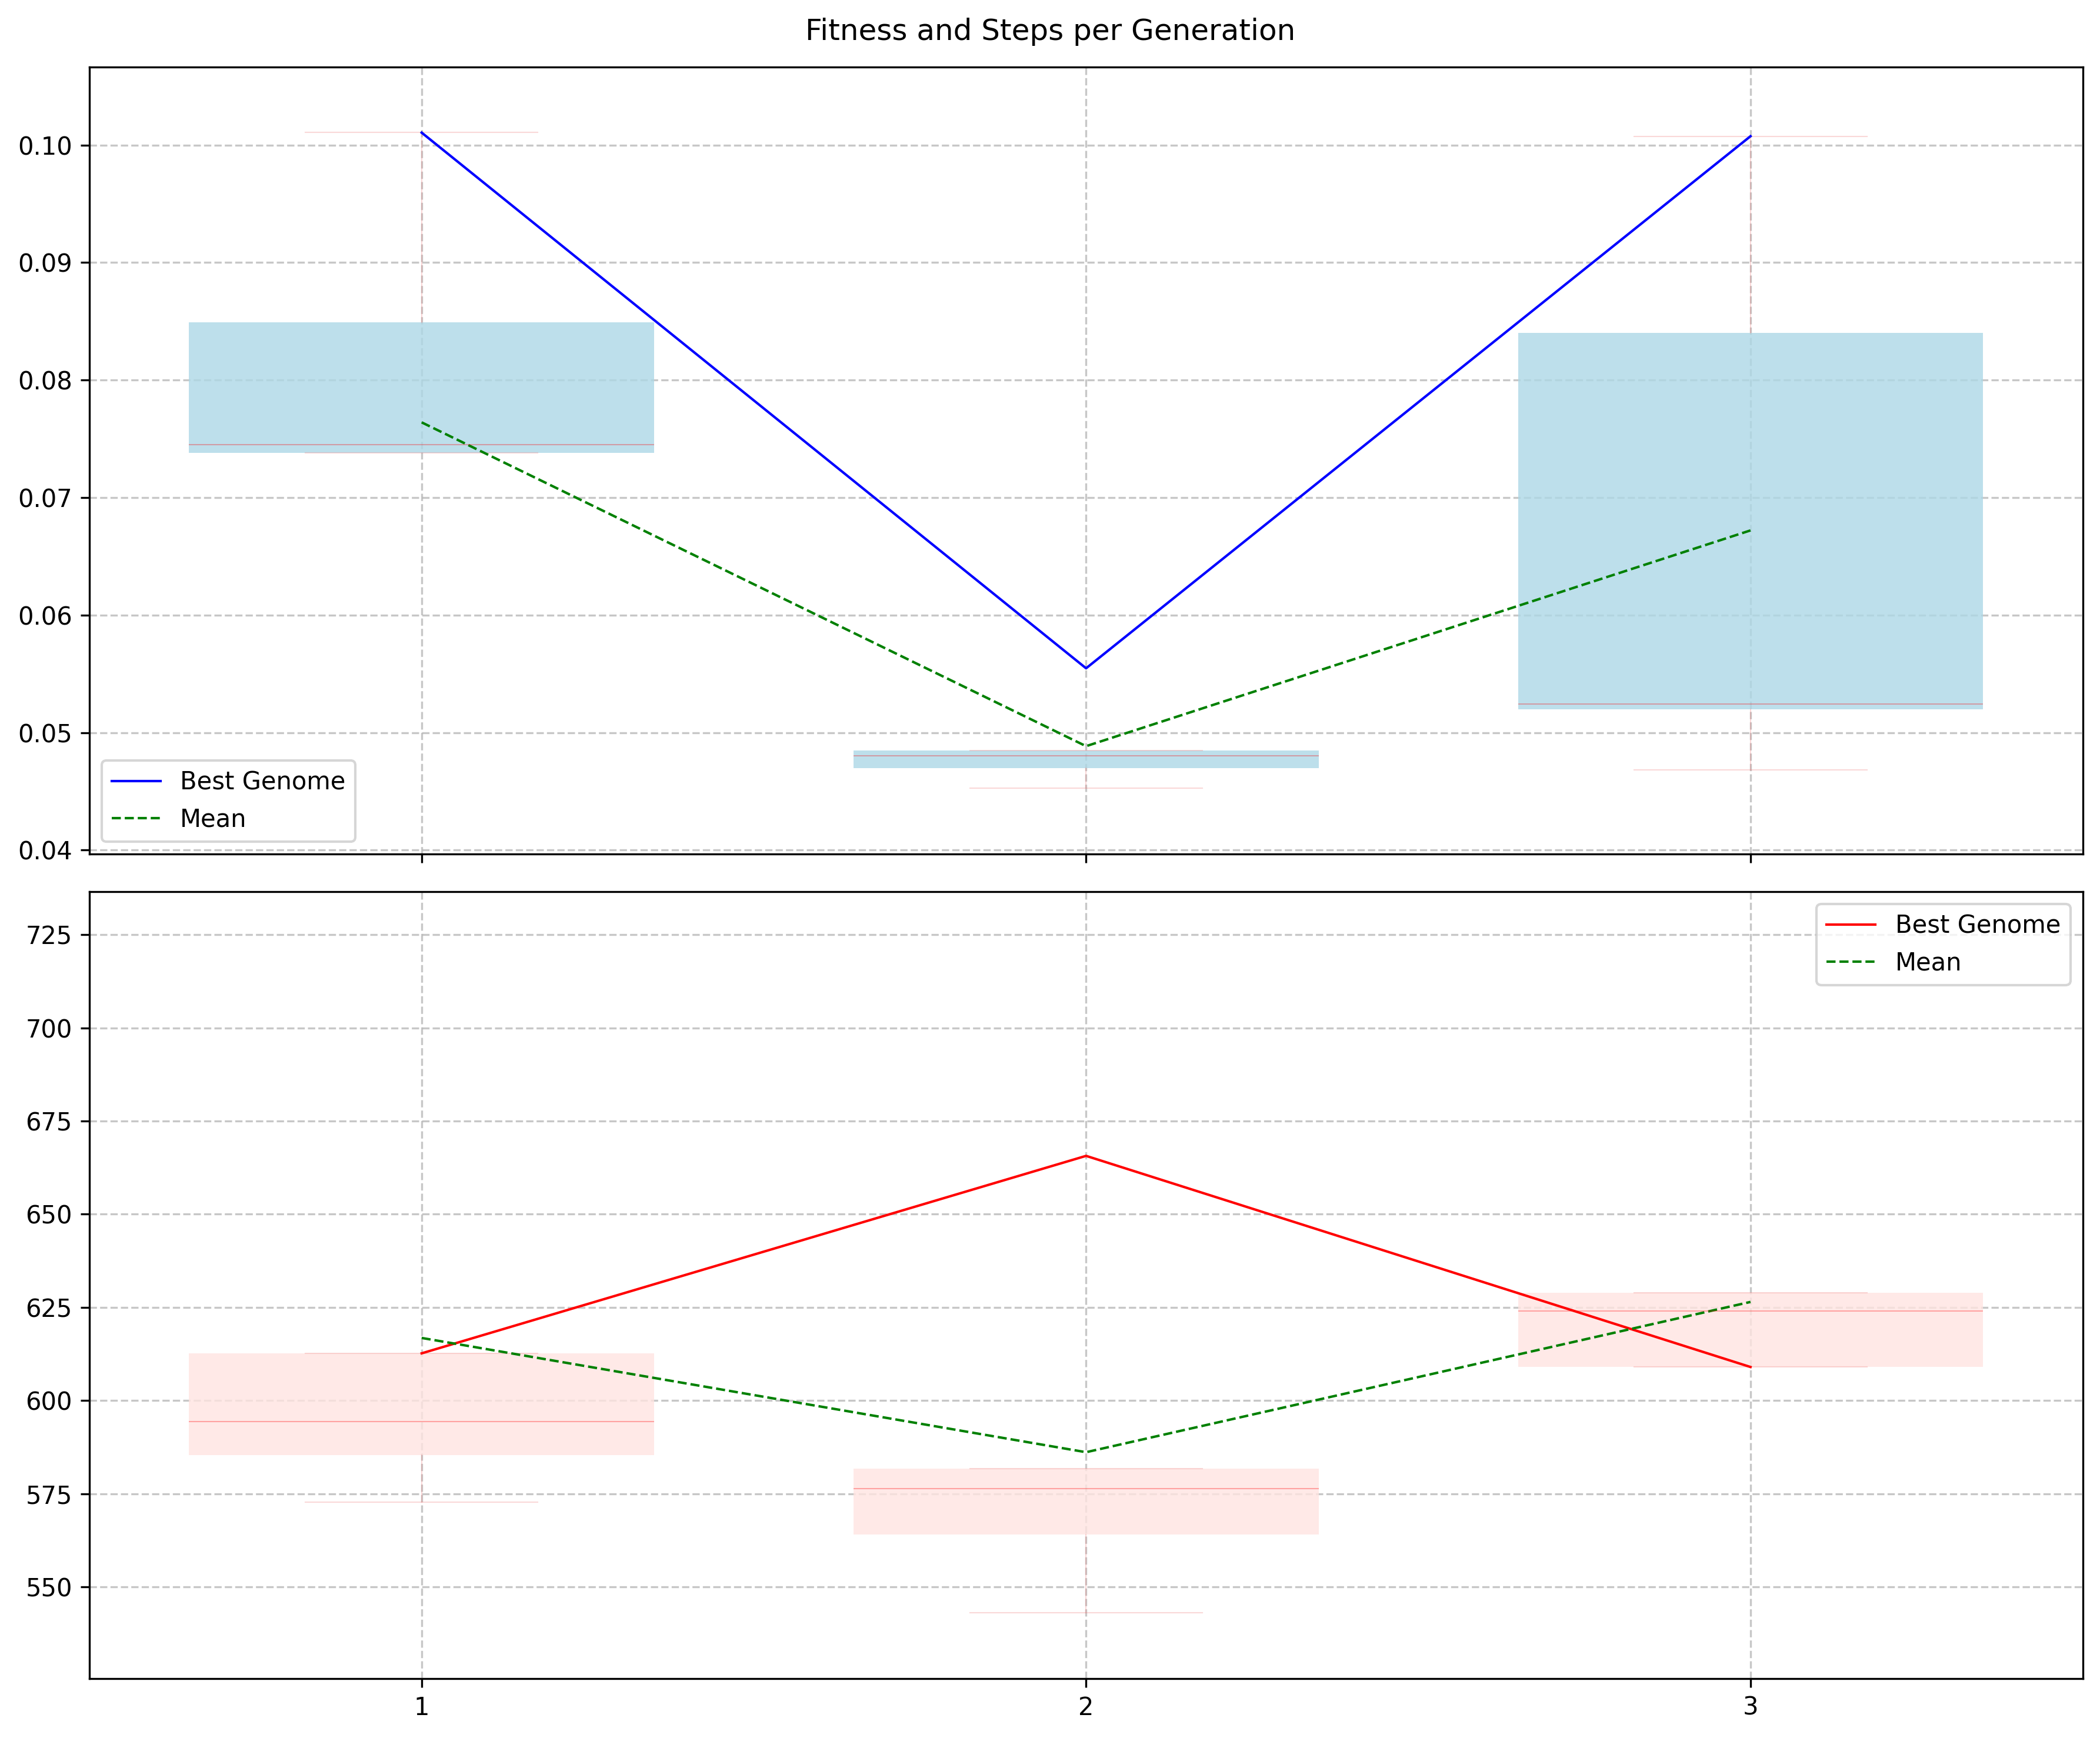 Fitness and Steps per Generation
0.10
0.09
0.08
0.07
0.06
0.05
0.04
Best Genome
Mean
725
700
675
650
625
600
575
550
Best Genome
Mean
1 2 3